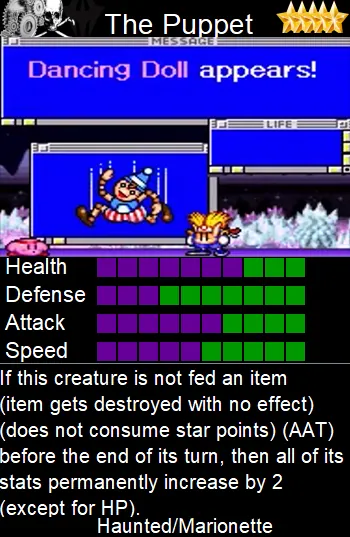 The Puppet
MESSAGE
Dancing Doll appears!
LIFE
Health
Defense
Attack
Speed
If this creature is not fed an item
(item gets destroyed with no effect)
(does not consume star points) (AAT)
before the end of its turn, then all of its
stats permanently increase by 2
(except for HP).
Haunted/Marionette